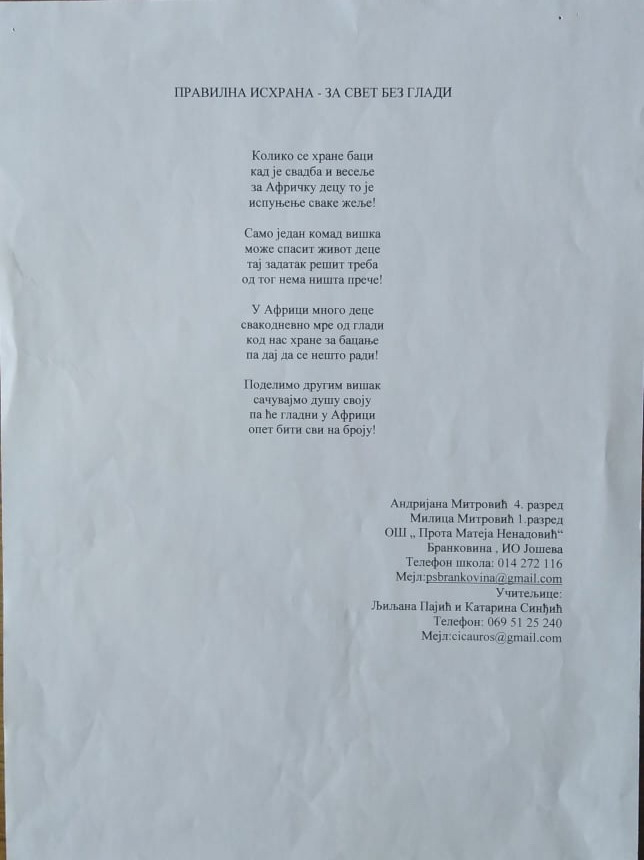 ПРАВИЛНА ИСХРАНА - ЗА СВЕТ БЕЗ ГЛАДИ
Колико се хране баци
кад је свадба и весеље
за Афричку децу то је
испуњење сваке жеље!
Само један комад вишка
може спасит живот деце
тај задатак решит треба
од тог нема ништа прече!
У Африци много деце
свакодневно мре од глади
код нас хране за бацање
па дај да се нешто ради!
Поделимо другим вишак
сачувајмо душу своју
па ће гладни у Африци
опет бити сви на броју!
Андријана Митровић 4. разред
Милица Митровић 1.разред
ОШ „ Прота Матеја Ненадовић“
Бранковина , ИО Јошева
Телефон школа: 014 272 116
Мејл:psbrankovina@gmail.com
Учитељице:
Љиљана Пајић и Катарина Синђић
Телефон: 069 51 25 240
Мејл:cicauros@gmail.com